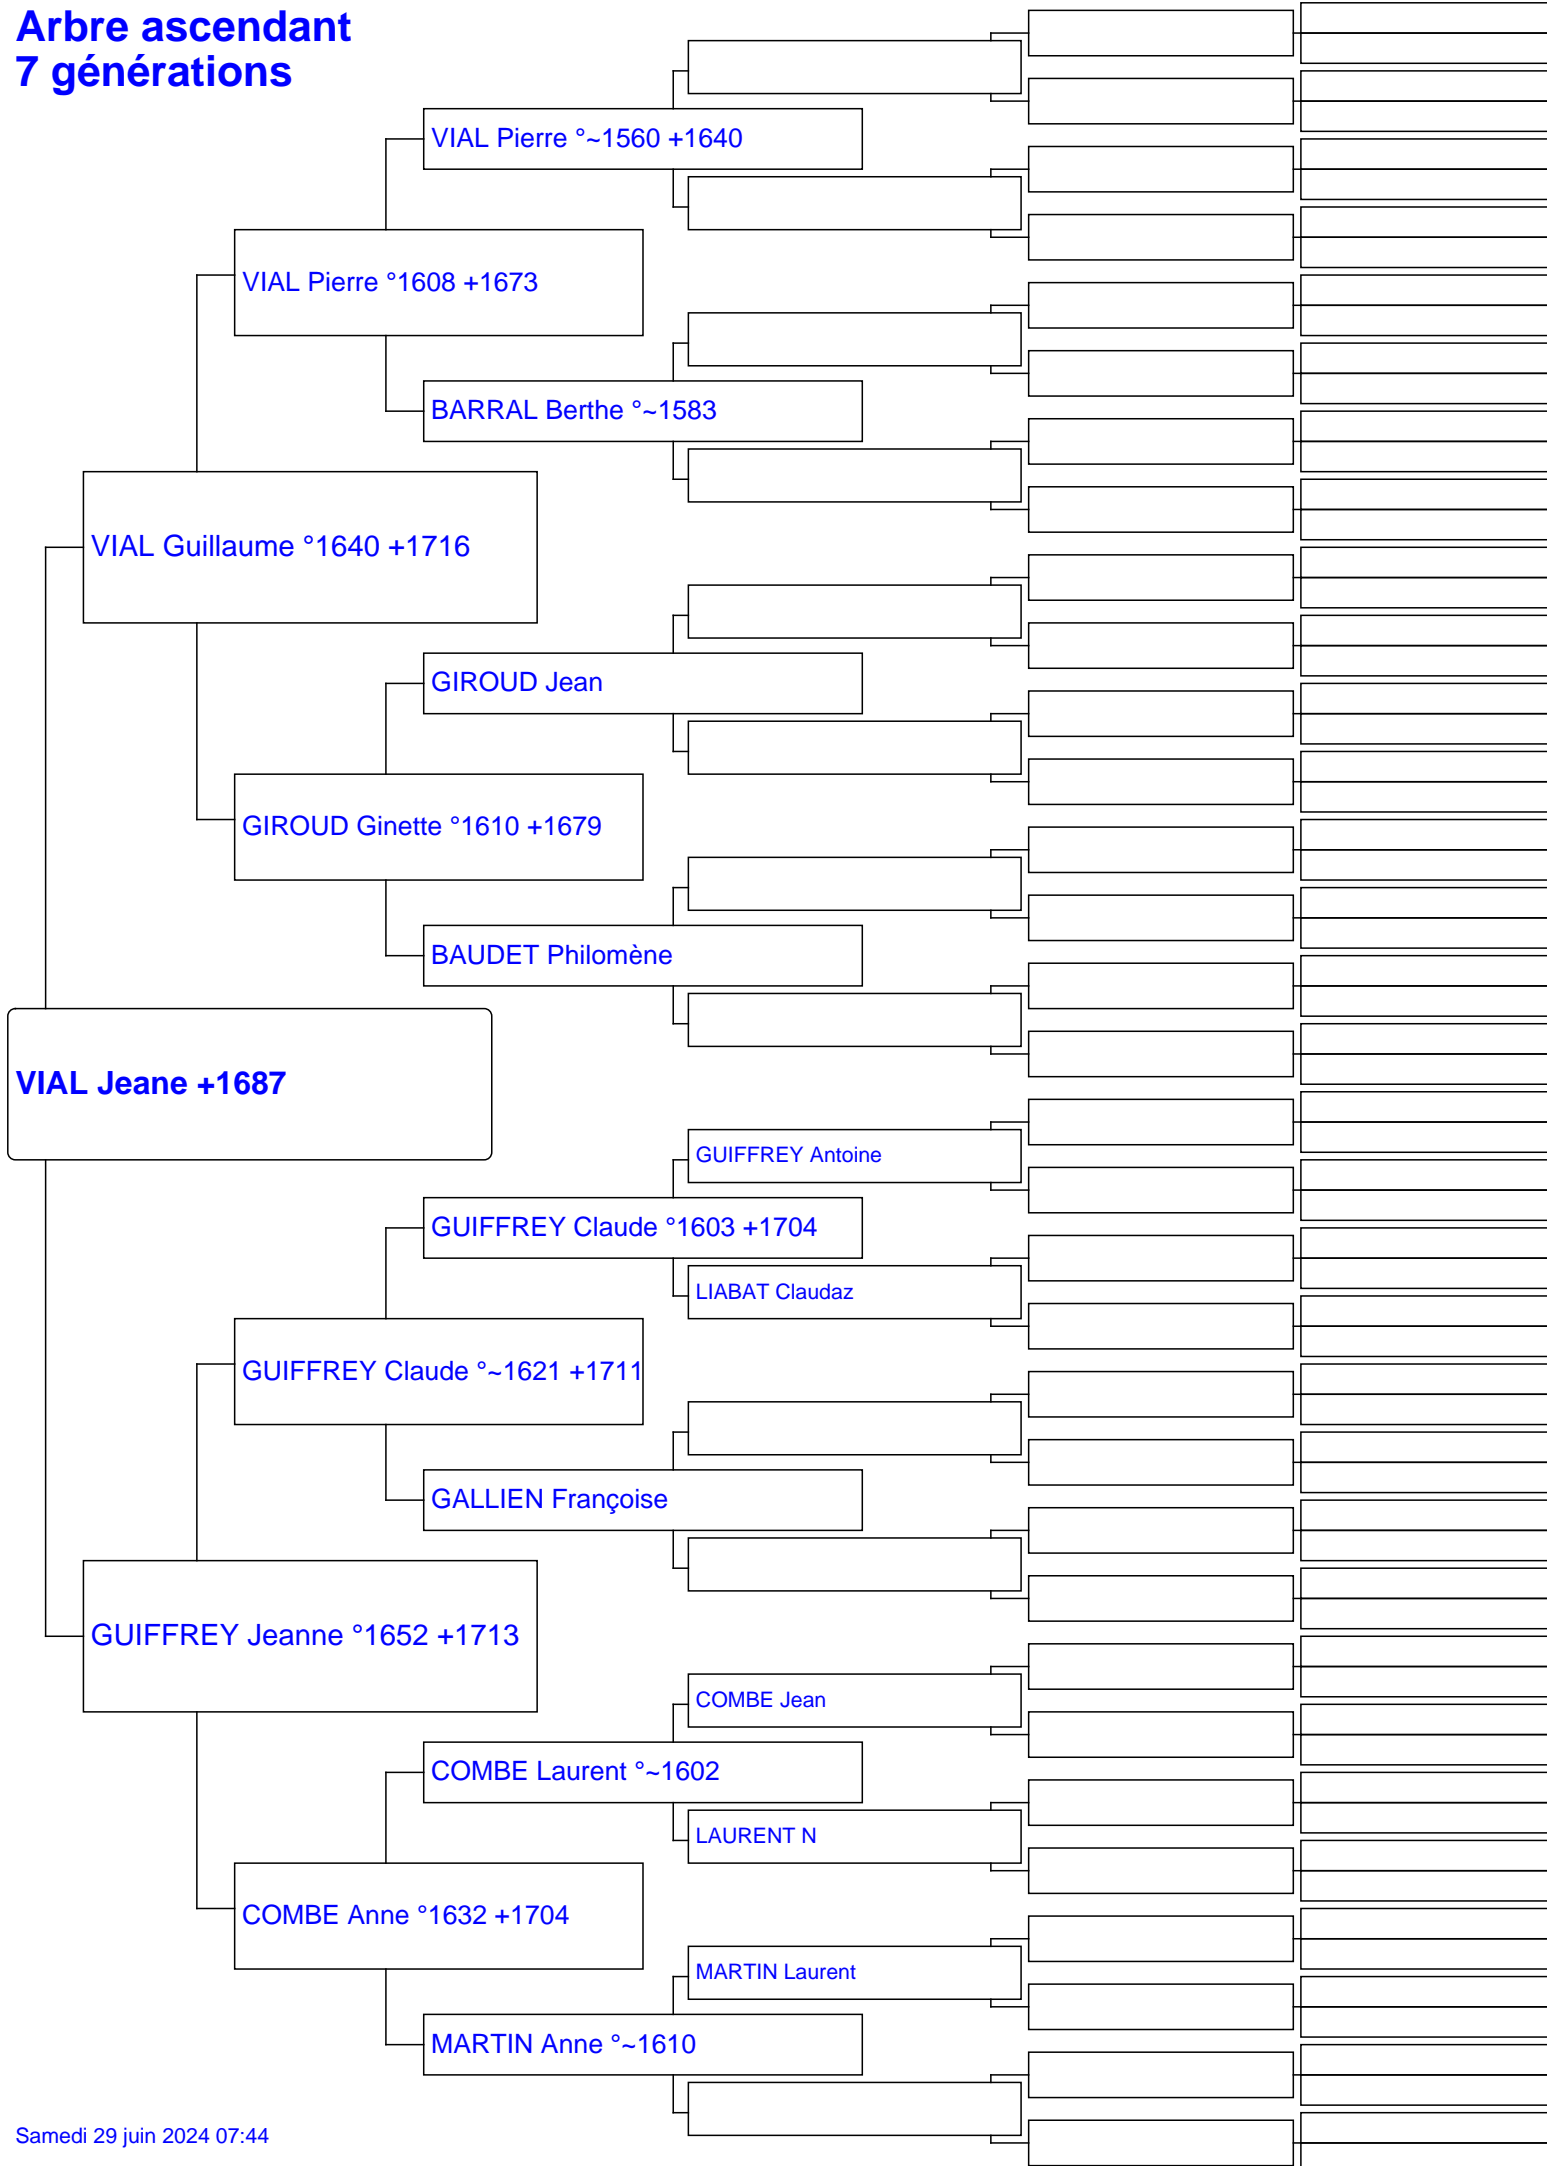 Arbre ascendant
7 générations
VIAL Pierre °~1560 +1640
VIAL Pierre °1608 +1673
BARRAL Berthe °~1583
VIAL Guillaume °1640 +1716
GIROUD Jean
GIROUD Ginette °1610 +1679
BAUDET Philomène
VIAL Jeane +1687
GUIFFREY Antoine
GUIFFREY Claude °1603 +1704
LIABAT Claudaz
GUIFFREY Claude °~1621 +1711
GALLIEN Françoise
GUIFFREY Jeanne °1652 +1713
COMBE Jean
COMBE Laurent °~1602
LAURENT N
COMBE Anne °1632 +1704
MARTIN Laurent
MARTIN Anne °~1610
Samedi 29 juin 2024 07:44